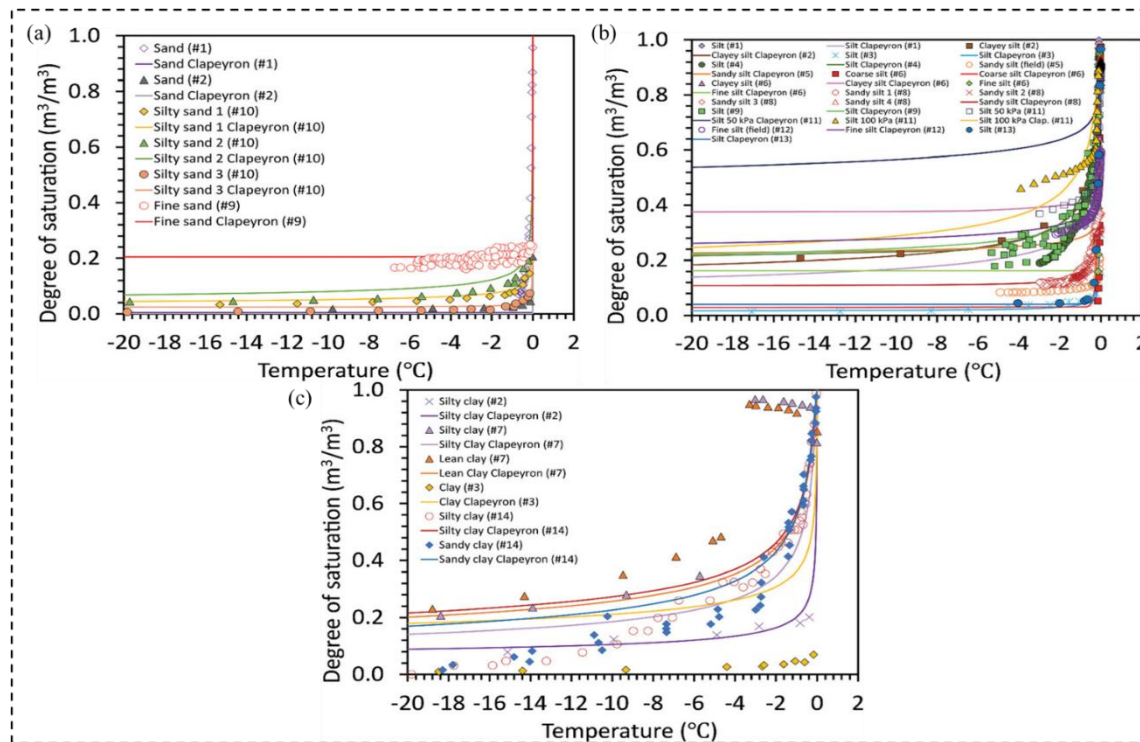 (a)
1.0
0.8
0.6
0.4
0.2
0.0
Degree of saturation (m³/m³)
Sand (#1)
Sand Clapeyron (#1)
Sand (#2)
Sand Clapeyron (#2)
Silty sand 1 (#10)
Silty sand 1 Clapeyron (#10)
Silty sand 2 (#10)
Silty sand 2 Clapeyron (#10)
Silty sand 3 (#10)
Silty sand 3 Clapeyron (#10)
Fine sand (#9)
Fine sand Clapeyron (#9)
-20 -18 -16 -14 -12 -10 -8 -6 -4 -2 0 2
Temperature (°C)
(b)
1.0
0.8
0.6
0.4
0.2
0.0
Degree of saturation (m³/m³)
Silt (#1) Silt Clapeyron (#1) Clayey silt (#2)
Clayey silt Clapeyron (#2) Silt (#3) Silt Clapeyron (#3)
Silt (#4) Silt Clapeyron (#4) Sandy silt (field) (#5)
Sandy silt Clapeyron (#5) Coarse silt (#6) Coarse silt Clapeyron (#6)
Clayey silt (#6) Clayey silt Clapeyron (#6) Fine silt (#6)
Fine silt Clapeyron (#6) Sandy silt 1 (#8) Sandy silt 2 (#8)
Sandy silt 3 (#8) Sandy silt 4 (#8) Sandy silt Clapeyron (#8)
Silt (#9) Silt Clapeyron (#9) Silt 50 kPa (#11)
Silt 50 kPa Clapeyron (#11) Silt 100 kPa (#11) Silt 100 kPa Clap. (#11)
Fine silt (field) (#12) Fine silt Clapeyron (#12) Silt (#13)
Silt Clapeyron (#13)
-20 -18 -16 -14 -12 -10 -8 -6 -4 -2 0 2
Temperature (°C)
(c)
1.0
0.8
0.6
0.4
0.2
0.0
Degree of saturation (m³/m³)
Silty clay (#2)
Silty clay Clapeyron (#2)
Silty clay (#7)
Silty Clay Clapeyron (#7)
Lean clay (#7)
Lean Clay Clapeyron (#7)
Clay (#3)
Clay Clapeyron (#3)
Silty clay (#14)
Silty clay Clapeyron (#14)
Sandy clay (#14)
Sandy clay Clapeyron (#14)
-20 -18 -16 -14 -12 -10 -8 -6 -4 -2 0 2
Temperature (°C)